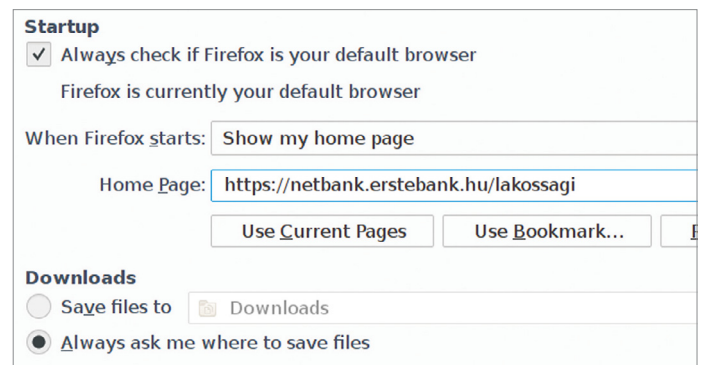 Startup
Always check if Firefox is your default browser
Firefox is currently your default browser
When Firefox starts: Show my home page
Home Page: https://netbank.erstebank.hu/lakossagi
Use Current Pages Use Bookmark...
Downloads
Save files to Downloads
Always ask me where to save files